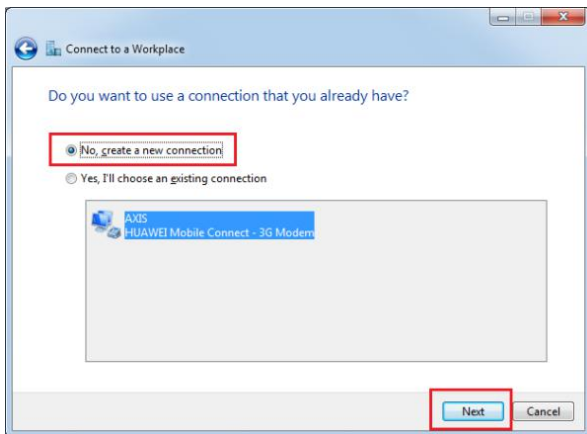 Connect to a Workplace
Do you want to use a connection that you already have?
No, create a new connection
Yes, I'll choose an existing connection
AXIS
HUAWEI Mobile Connect - 3G Modem
Next
Cancel